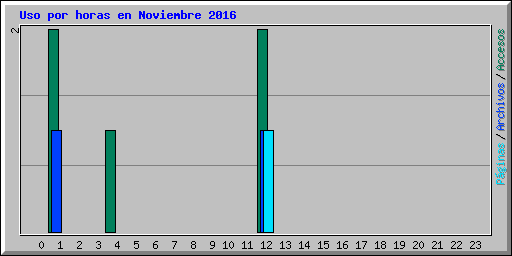 Uso por horas en Noviembre 2016
2
Páginas / Archivos / Accesos
0 1 2 3 4 5 6 7 8 9 10 11 12 13 14 15 16 17 18 19 20 21 22 23